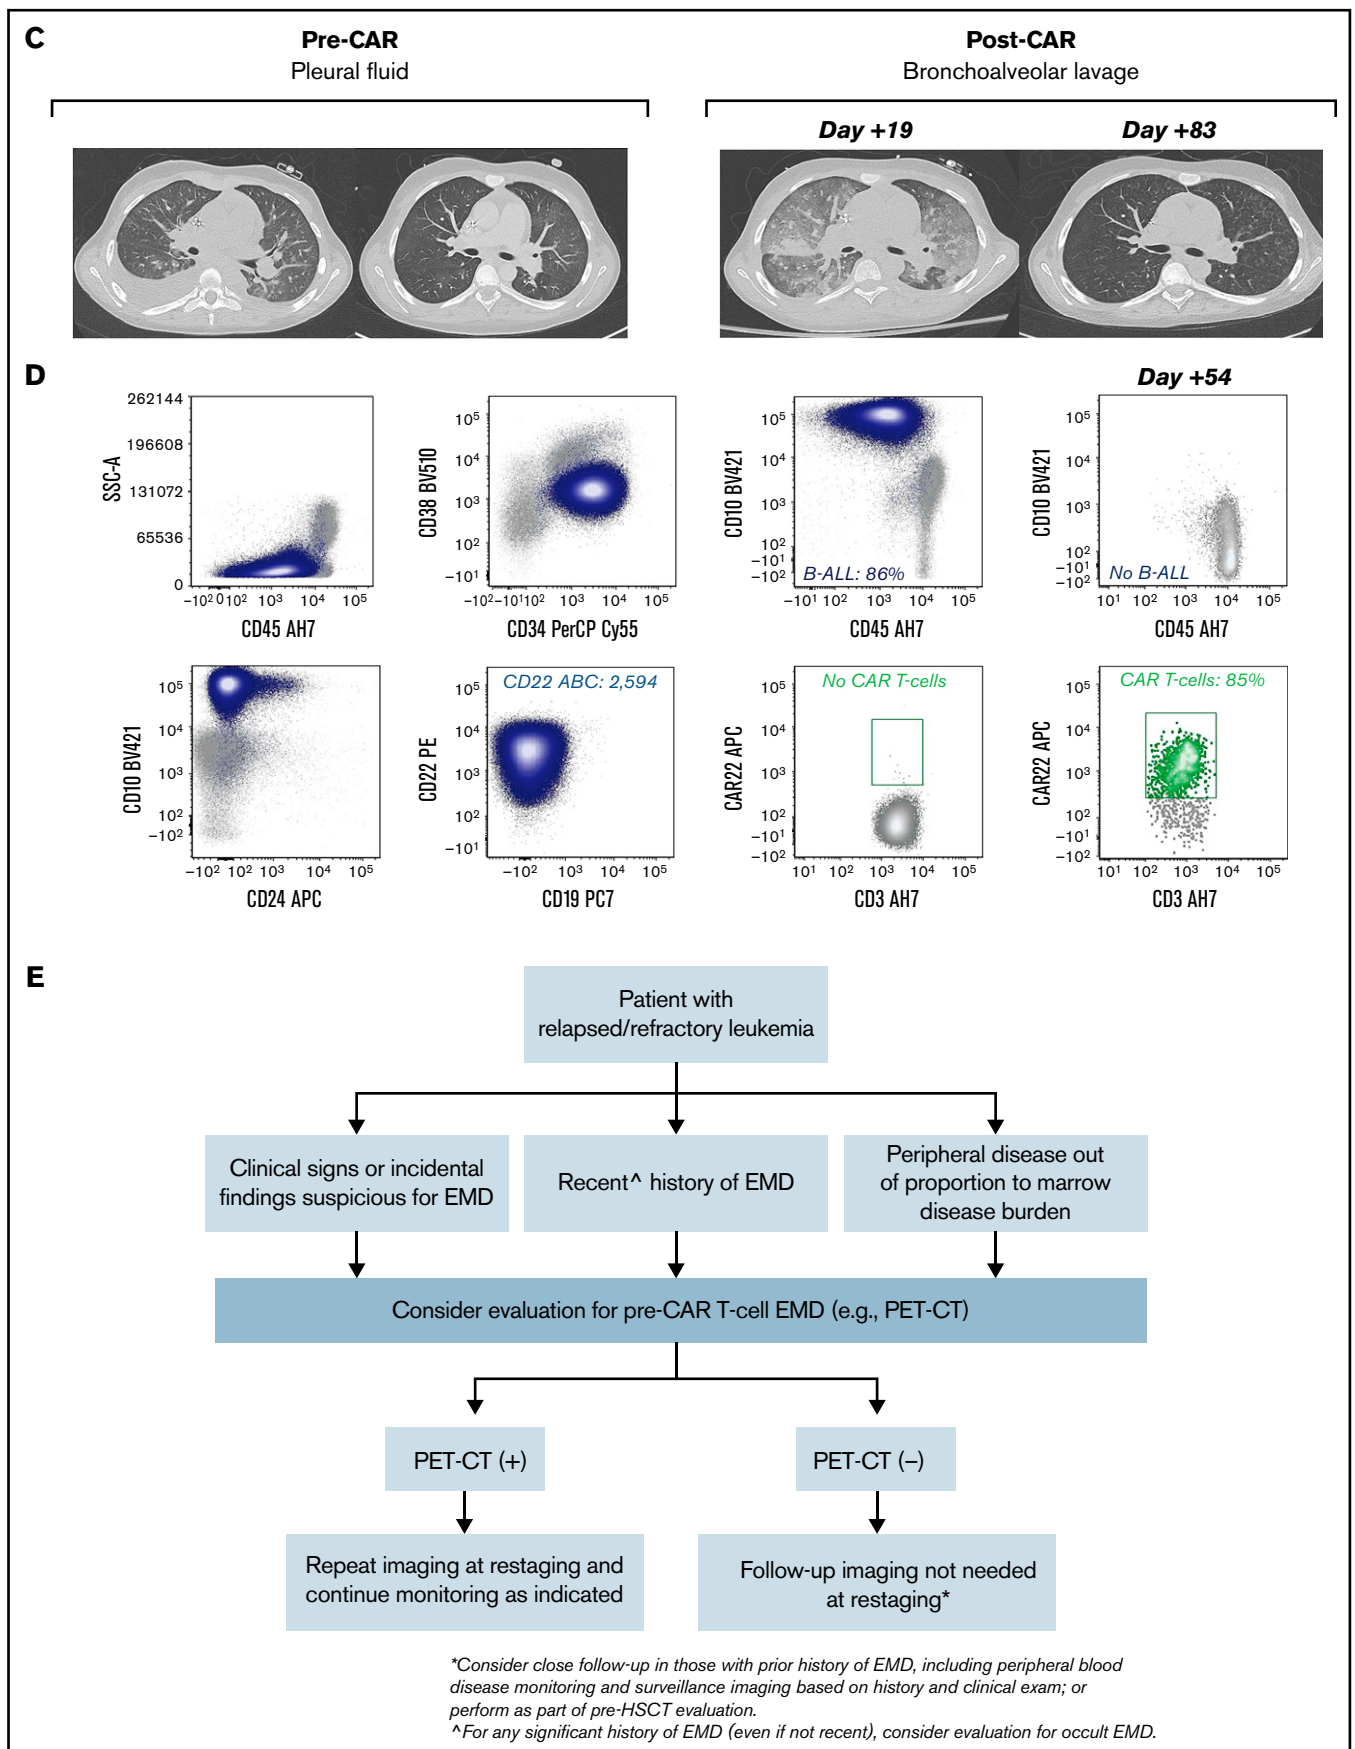 C
Pre-CAR
Pleural fluid
Post-CAR
Bronchoalveolar lavage
Day +19
Day +83
D
262144
196608
131072
65536
0
SSC-A
−10² 0 10² 10³ 10⁴ 10⁵
CD45 AH7
10⁵
10⁴
10³
10²
−10¹
CD38 BV510
−10² −10¹ 10² 10³ 10⁴ 10⁵
CD34 PerCP Cy55
10⁵
10⁴
10³
10²
−10¹
−10²
CD10 BV421
B-ALL: 86%
−10¹ 10² 10³ 10⁴ 10⁵
CD45 AH7
Day +54
10⁵
10³
10²
−10¹
−10²
CD10 BV421
No B-ALL
10¹ 10² 10³ 10⁴ 10⁵
CD45 AH7
10⁵
10⁴
10³
10²
−10²
CD10 BV421
−10² 10² 10³ 10⁴ 10⁵
CD24 APC
CD22 ABC: 2,594
10⁵
10⁴
10³
10²
−10¹
CD22 PE
−10² 10³ 10⁴ 10⁵
CD19 PC7
No CAR T-cells
10⁵
10⁴
10³
10²
−10¹
−10²
CAR22 APC
10¹ 10² 10³ 10⁴ 10⁵
CD3 AH7
CAR T-cells: 85%
10⁵
10⁴
10³
10²
−10¹
−10²
CAR22 APC
10¹ 10² 10³ 10⁴ 10⁵
CD3 AH7
E
Patient with
relapsed/refractory leukemia
Clinical signs or incidental
findings suspicious for EMD
Recent^ history of EMD
Peripheral disease out
of proportion to marrow
disease burden
Consider evaluation for pre-CAR T-cell EMD (e.g., PET-CT)
PET-CT (+)
PET-CT (−)
Repeat imaging at restaging and
continue monitoring as indicated
Follow-up imaging not needed
at restaging*
*Consider close follow-up in those with prior history of EMD, including peripheral blood
disease monitoring and surveillance imaging based on history and clinical exam; or
perform as part of pre-HSCT evaluation.
^For any significant history of EMD (even if not recent), consider evaluation for occult EMD.